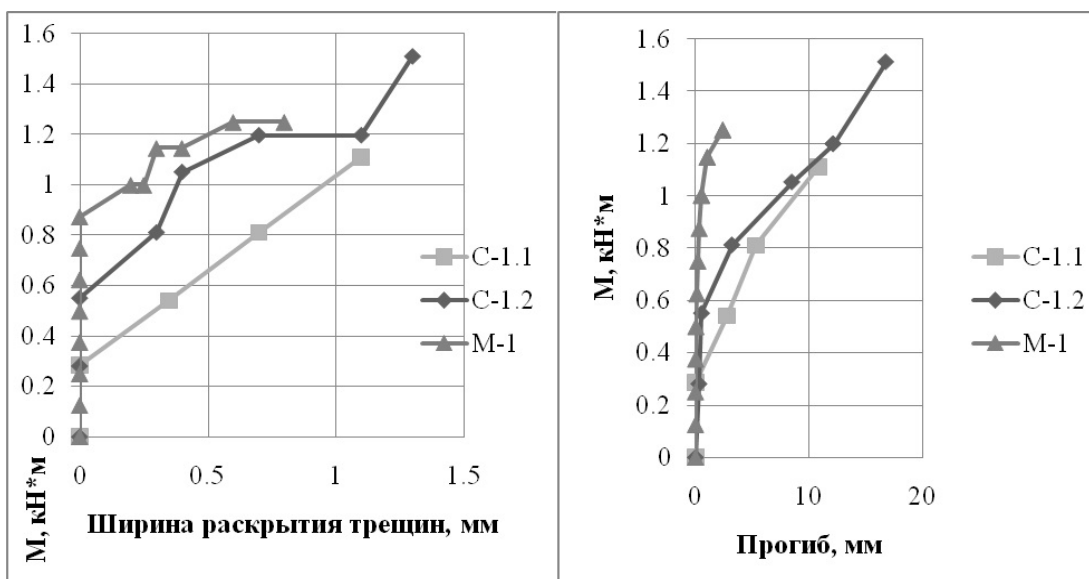 1.6
1.4
1.2
1
0.8
0.6
0.4
0.2
0
0
0.5
1
1.5
М, кН*м
Ширина раскрытия трещин, мм
С-1.1
С-1.2
М-1
1.6
1.4
1.2
1
0.8
0.6
0.4
0.2
0
0
10
20
М, кН*м
Прогиб, мм
С-1.1
С-1.2
М-1